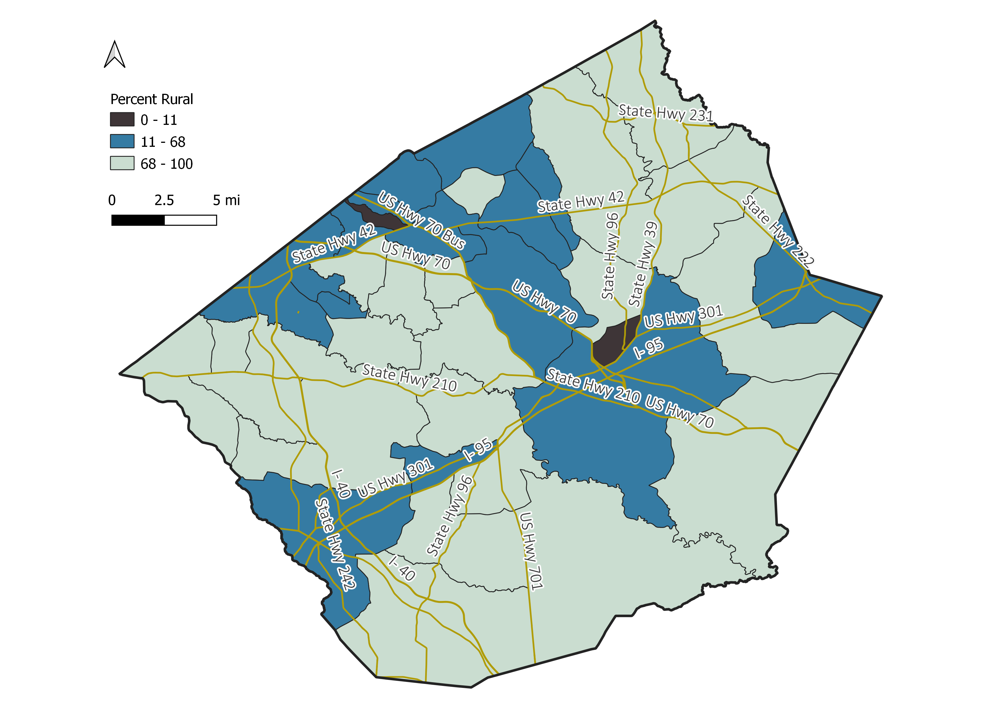 Percent Rural
0 - 11
11 - 68
68 - 100
0 2.5 5 mi
State Hwy 231
State Hwy 42
US Hwy 70 Bus
State Hwy 96
State Hwy 39
State Hwy 222
State Hwy 42
US Hwy 70
US Hwy 70
US Hwy 301
I- 95
State Hwy 210
State Hwy 210
US Hwy 70
I- 95
US Hwy 301
I- 40
State Hwy 96
State Hwy 242
US Hwy 701
I- 40